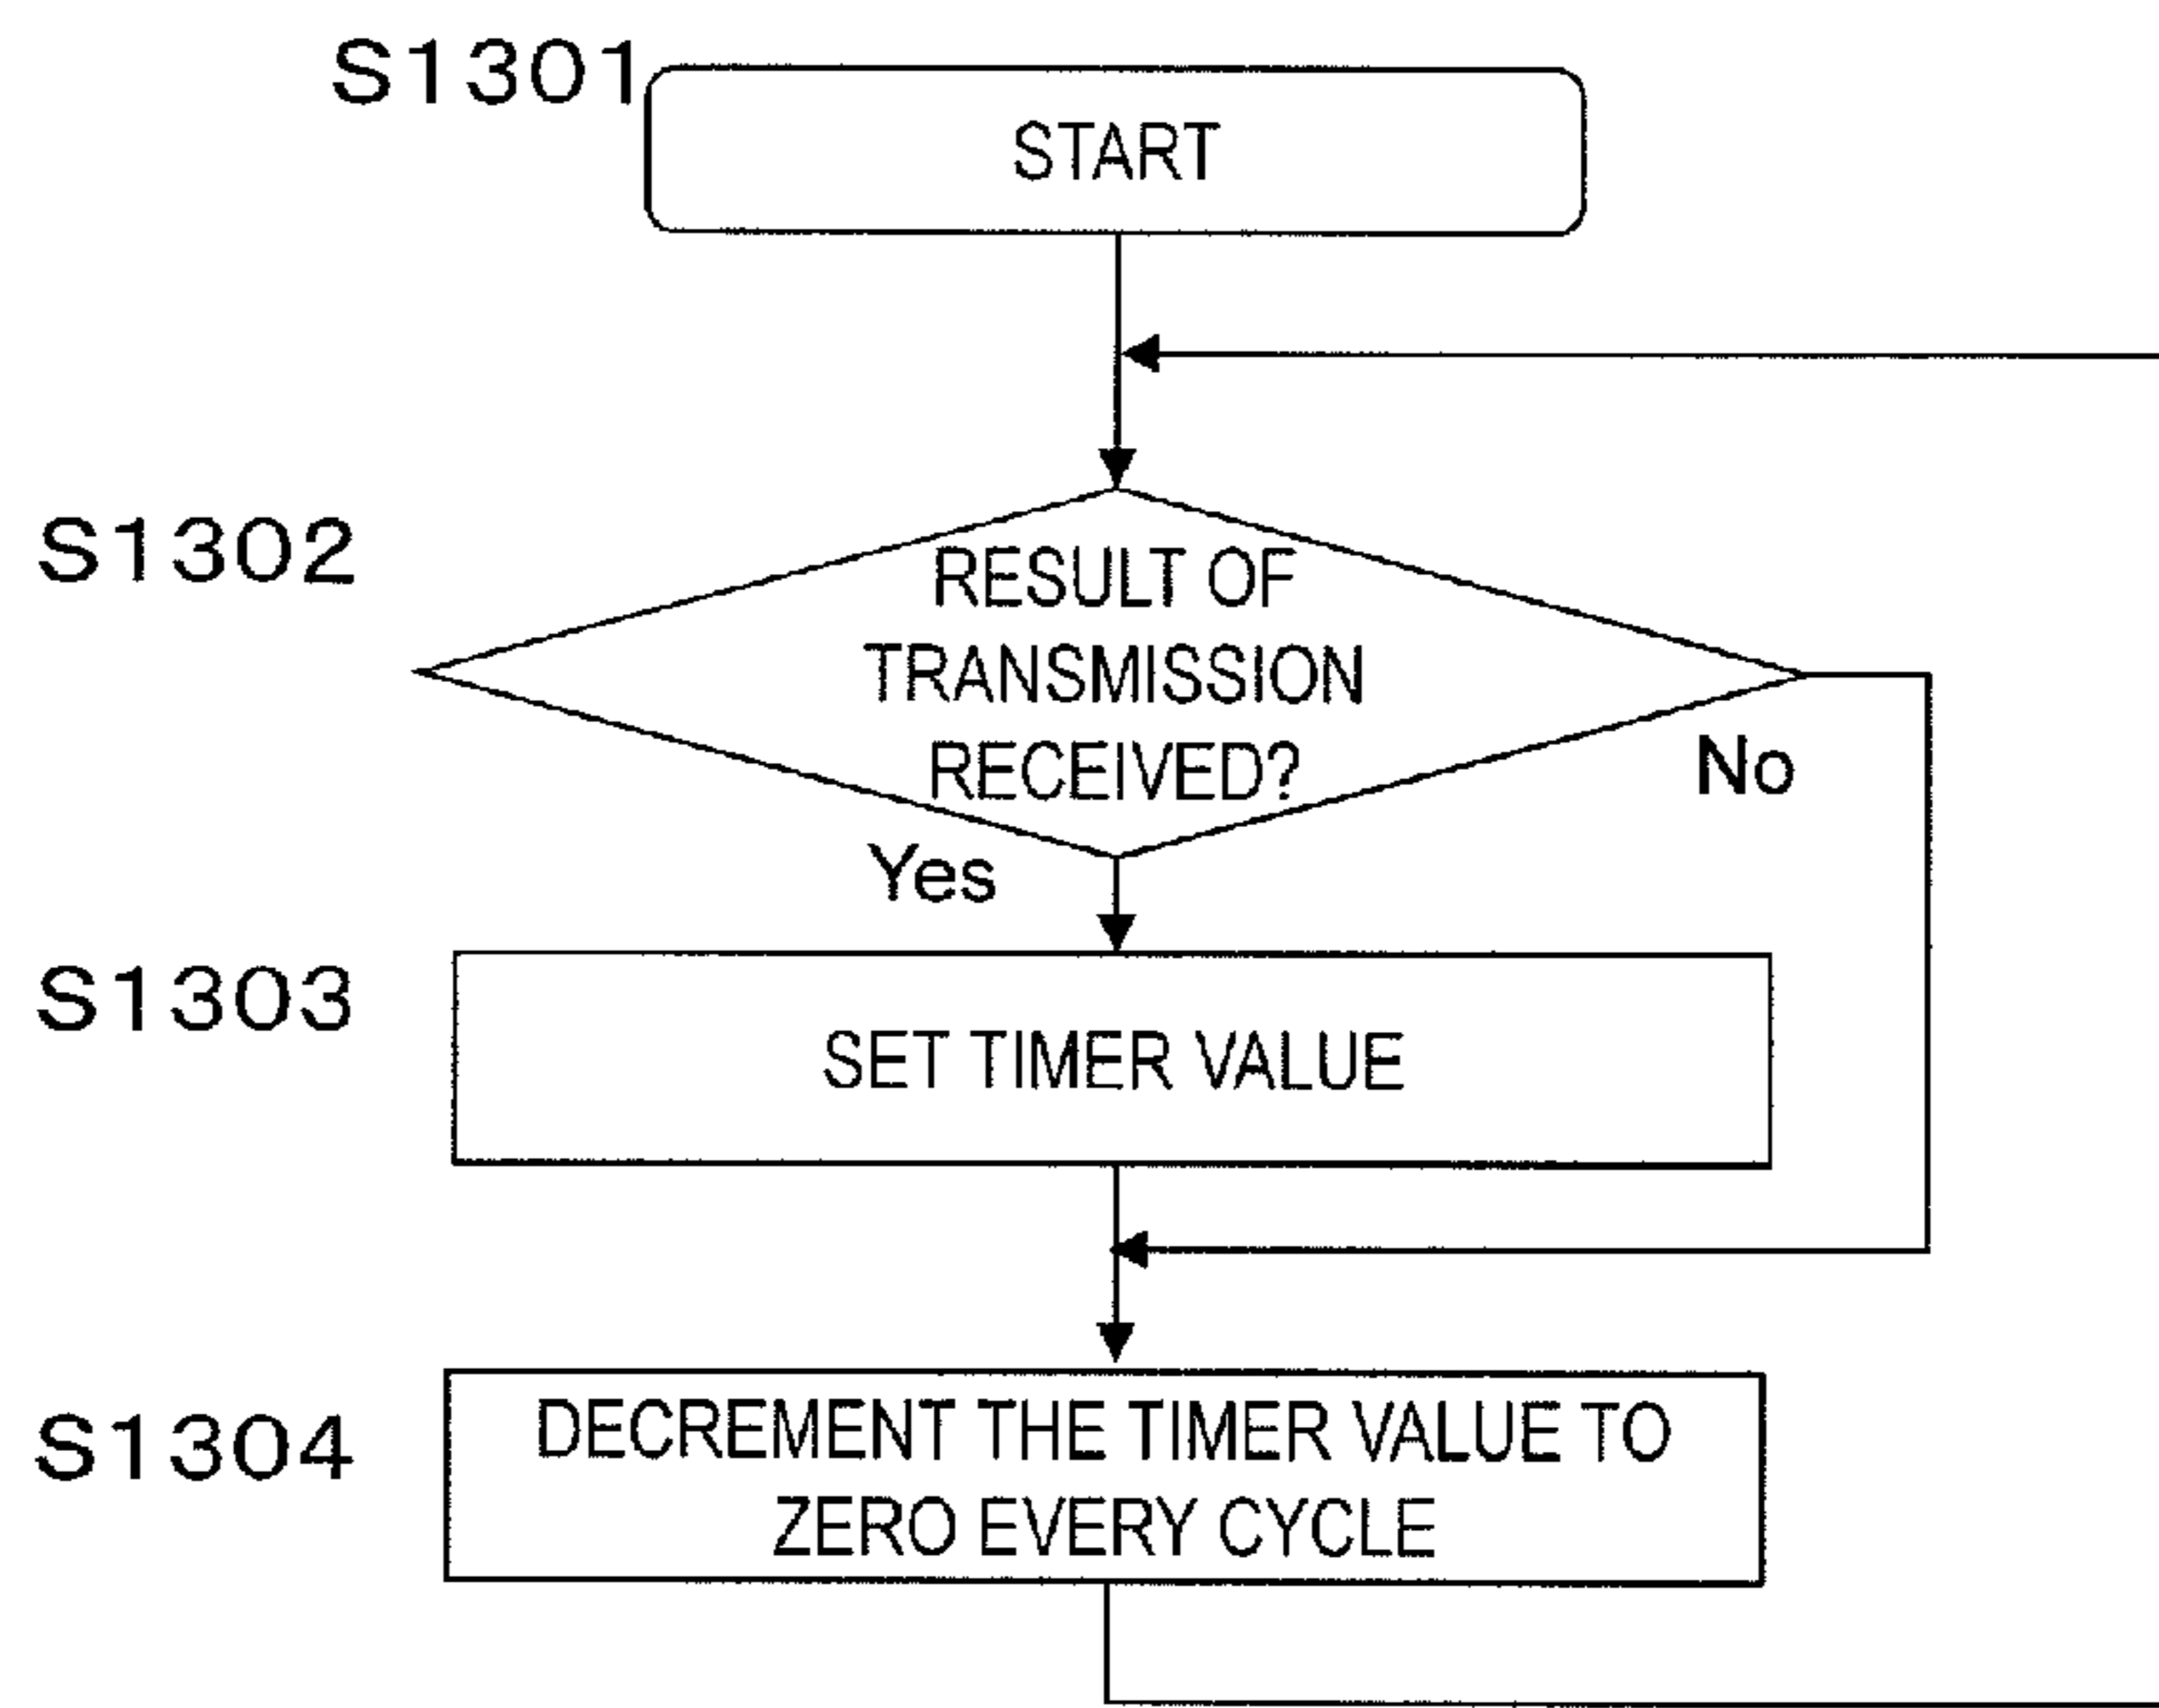 S1301
START
S1302
RESULT OF
TRANSMISSION
RECEIVED?
No
Yes
S1303
SET TIMER VALUE
S1304
DECREMENT THE TIMER VALUE TO
ZERO EVERY CYCLE